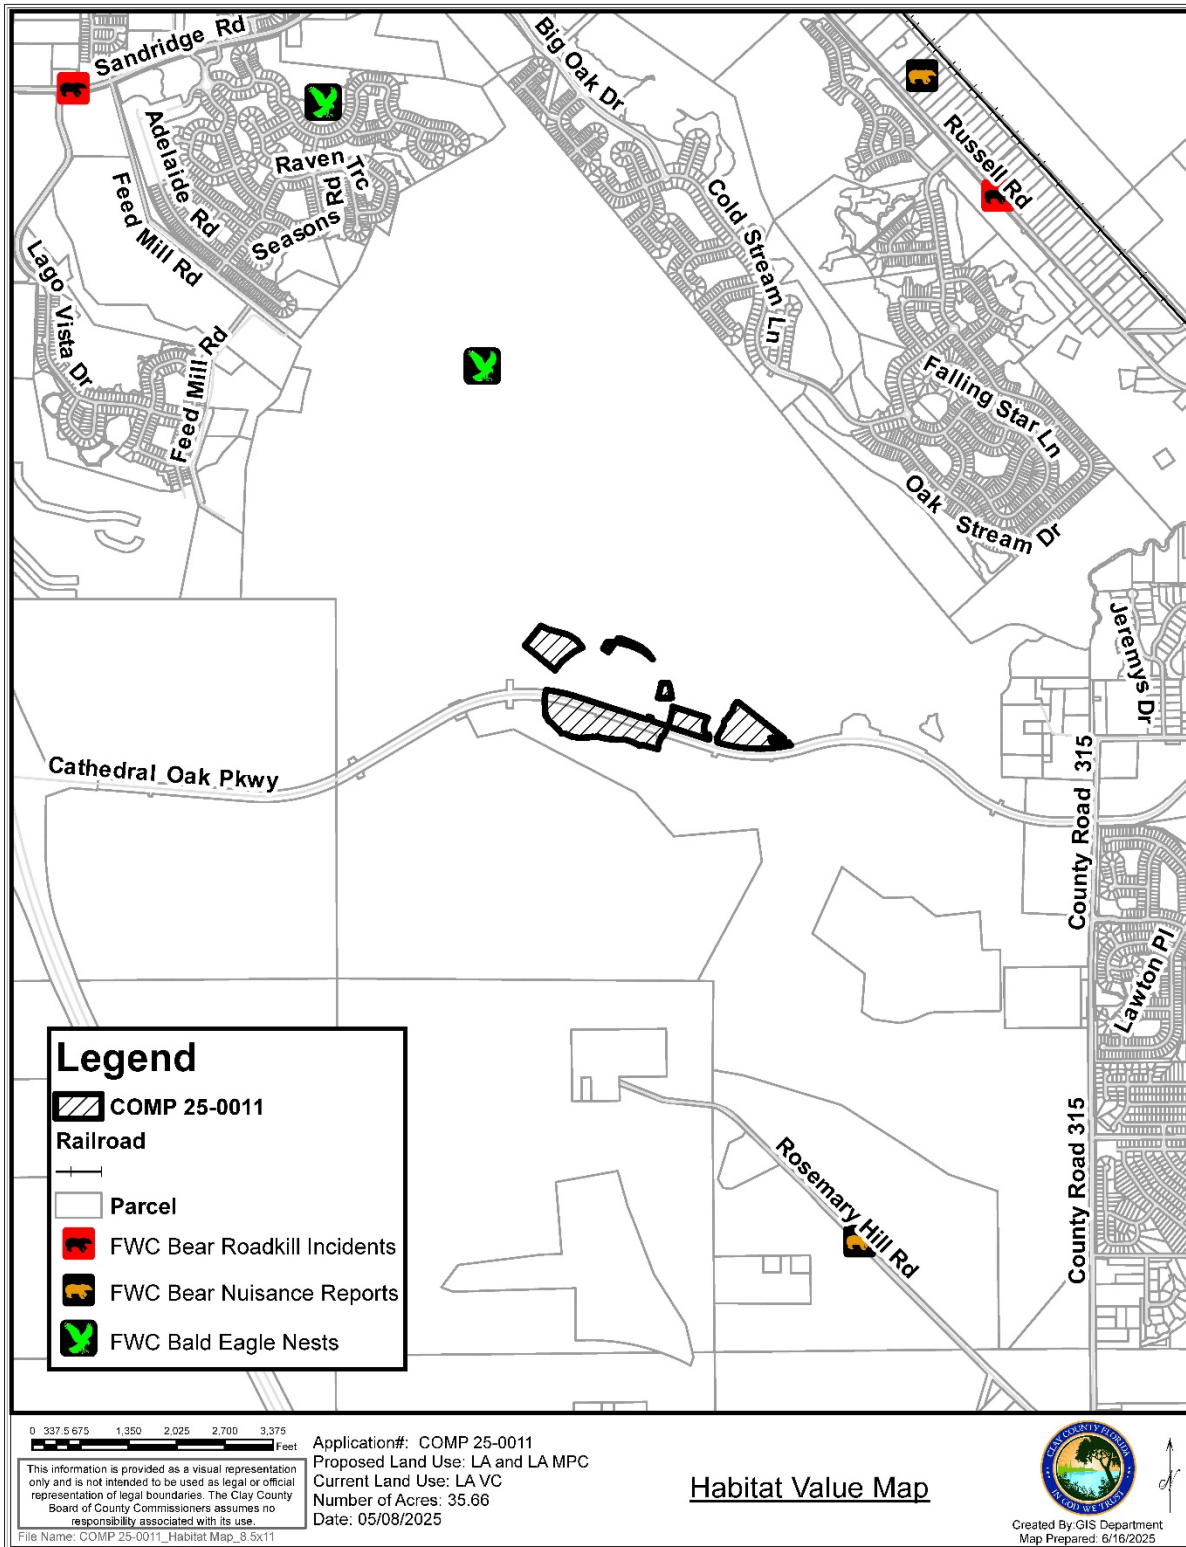 Sandridge Rd
Big Oak Dr
Russell Rd
Adelaide Rd
Raven Trc
Feed Mill Rd
Seasons Rd
Cold Stream Ln
Lago Vista Dr
Feed Mill Rd
Falling Star Ln
Oak Stream Dr
Jeremys Dr
Cathedral Oak Pkwy
County Road 315
Lawton Pl
County Road 315
Rosemary Hill Rd
Legend
COMP 25-0011
Railroad
Parcel
FWC Bear Roadkill Incidents
FWC Bear Nuisance Reports
FWC Bald Eagle Nests
0 337.5 675 1,350 2,025 2,700 3,375
Feet
This information is provided as a visual representation
only and is not intended to be used as legal or official
representation of legal boundaries. The Clay County
Board of County Commissioners assumes no
responsibility associated with its use.
File Name: COMP 25-0011_Habitat Map_8.5x11
Application#: COMP 25-0011
Proposed Land Use: LA and LA MPC
Current Land Use: LA VC
Number of Acres: 35.66
Date: 05/08/2025
Habitat Value Map
CLAY COUNTY FLORIDA
IN GOD WE TRUST
N
Created By:GIS Department
Map Prepared: 6/16/2025